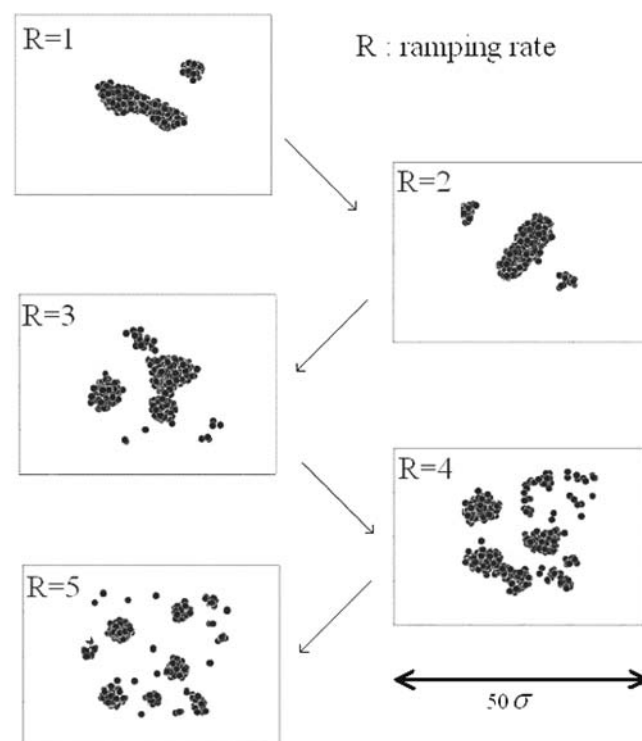 R=1
R : ramping rate
R=2
R=3
R=4
R=5
50 σ